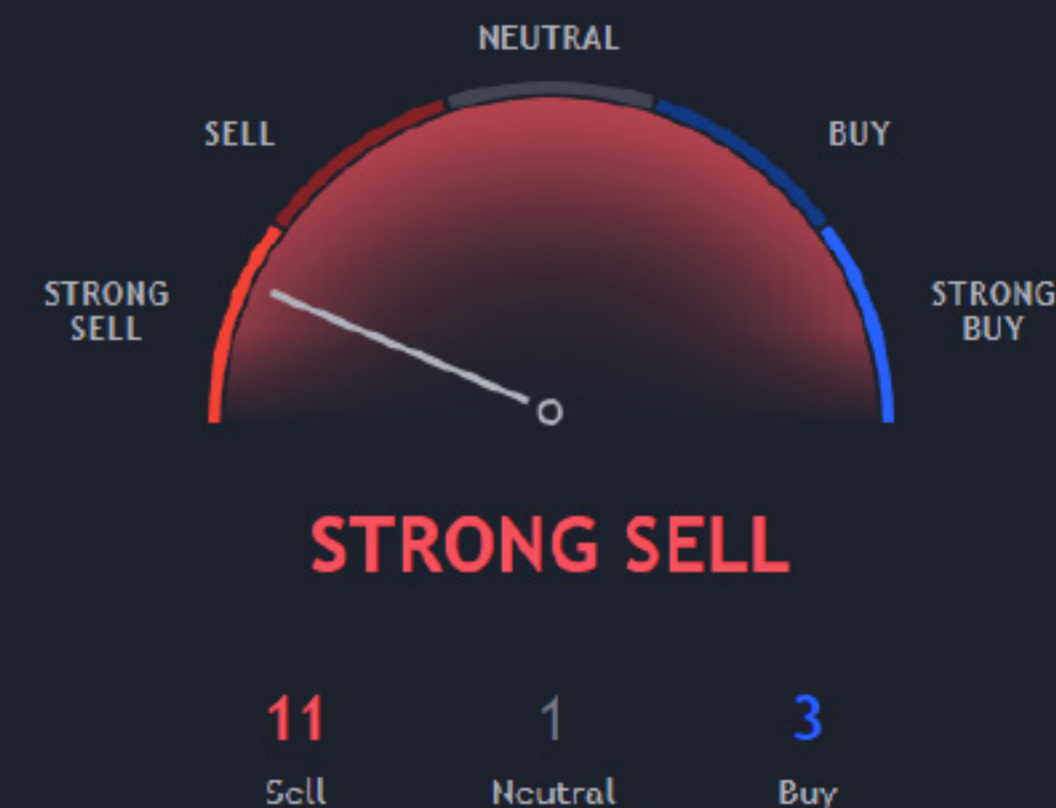 NEUTRAL
SELL
BUY
STRONG
SELL
STRONG
BUY
STRONG SELL
11
1
3
Sell
Neutral
Buy